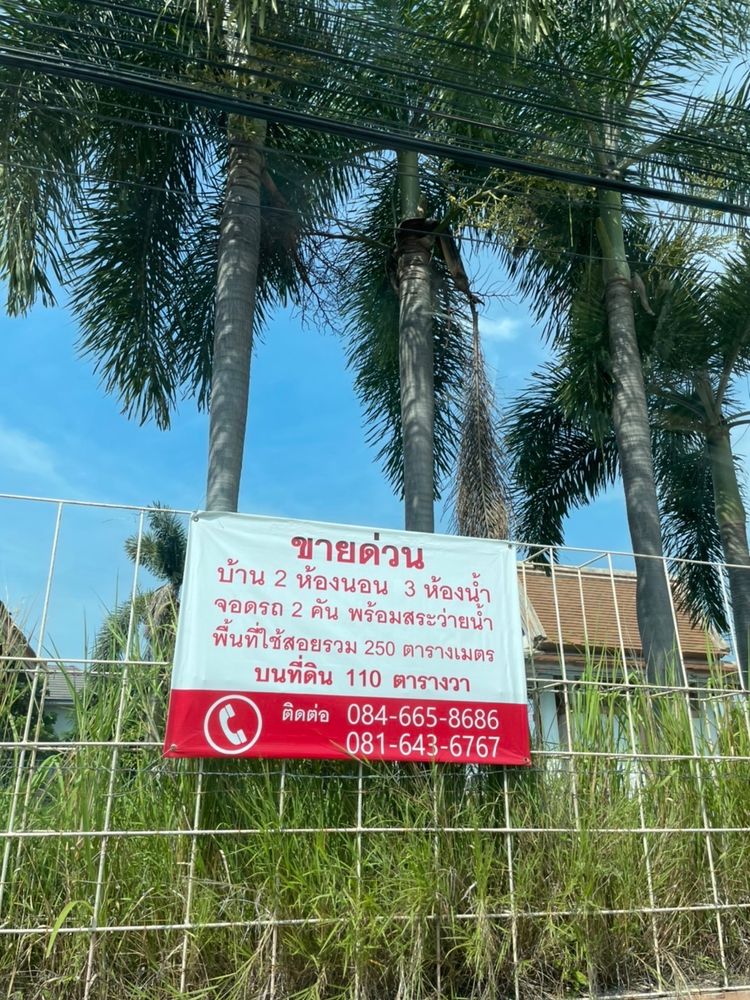 ขายด่วน
บ้าน 2 ห้องนอน 3 ห้องน้ำ
จอดรถ 2 คัน พร้อมสระว่ายน้ำ
พื้นที่ใช้สอยรวม 250 ตารางเมตร
บนที่ดิน 110 ตารางวา
ติดต่อ 084-665-8686
081-643-6767